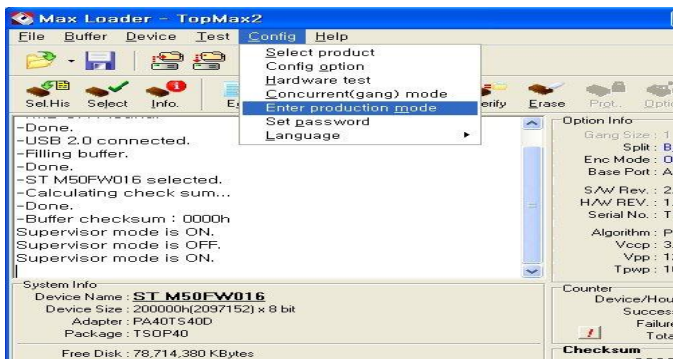 Max Loader - TopMax2
File Buffer Device Test Config Help
Select product
Config option
Hardware test
Concurrent(gang) mode
Enter production mode
Set password
Language
Sel.His Select Info.
Erase
-Done.
-USB 2.0 connected.
-Filling buffer.
-Done.
-ST M50FW016 selected.
-Calculating check sum...
-Done.
-Buffer checksum : 0000h
Supervisor mode is ON.
Supervisor mode is OFF.
Supervisor mode is ON.
System Info
Device Name : ST M50FW016
Device Size : 200000h(2097152) x 8 bit
Adapter : PA40TS40D
Package : TSOP40
Free Disk : 78,714,380 KBytes
Option Info
Gang Size : 1
Split : B
Enc Mode : 0
Base Port : A
S/W Rev. : 2
H/W REV. : 1
Serial No. : T
Algorithm : P
Vccp : 3
Vpp : 1
Tpwp : 1
Counter
Device/Hou
Succes
Failure
Tota
Checksum